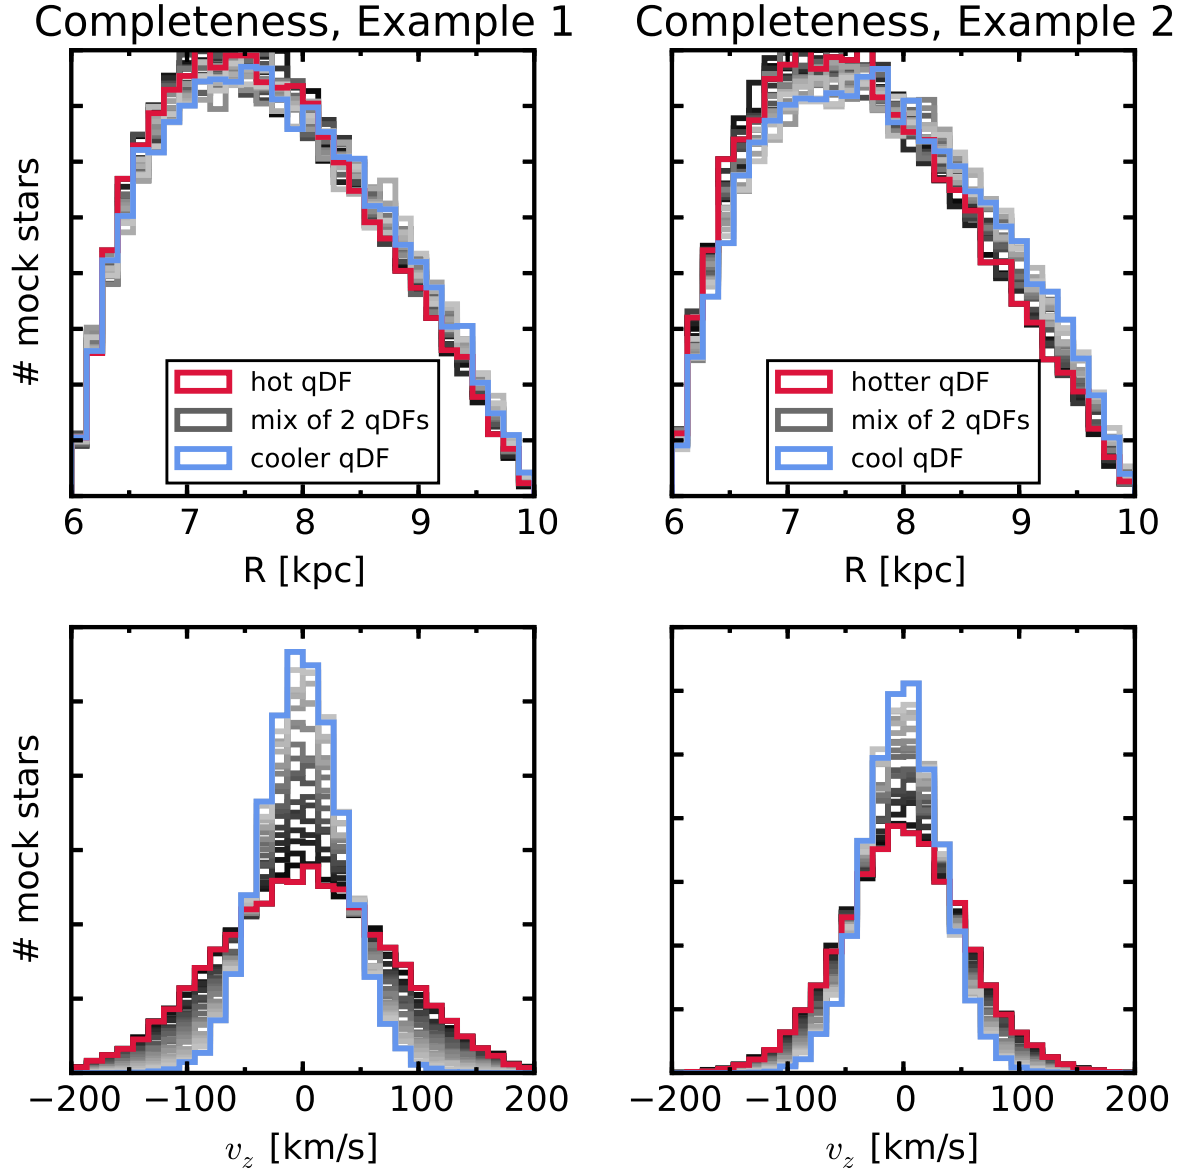 Completeness, Example 1
Completeness, Example 2
# mock stars
hot qDF
mix of 2 qDFs
cooler qDF
6 7 8 9 10
R [kpc]
hotter qDF
mix of 2 qDFs
cool qDF
6 7 8 9 10
R [kpc]
# mock stars
−200 −100 0 100 200
v_z [km/s]
−200 −100 0 100 200
v_z [km/s]